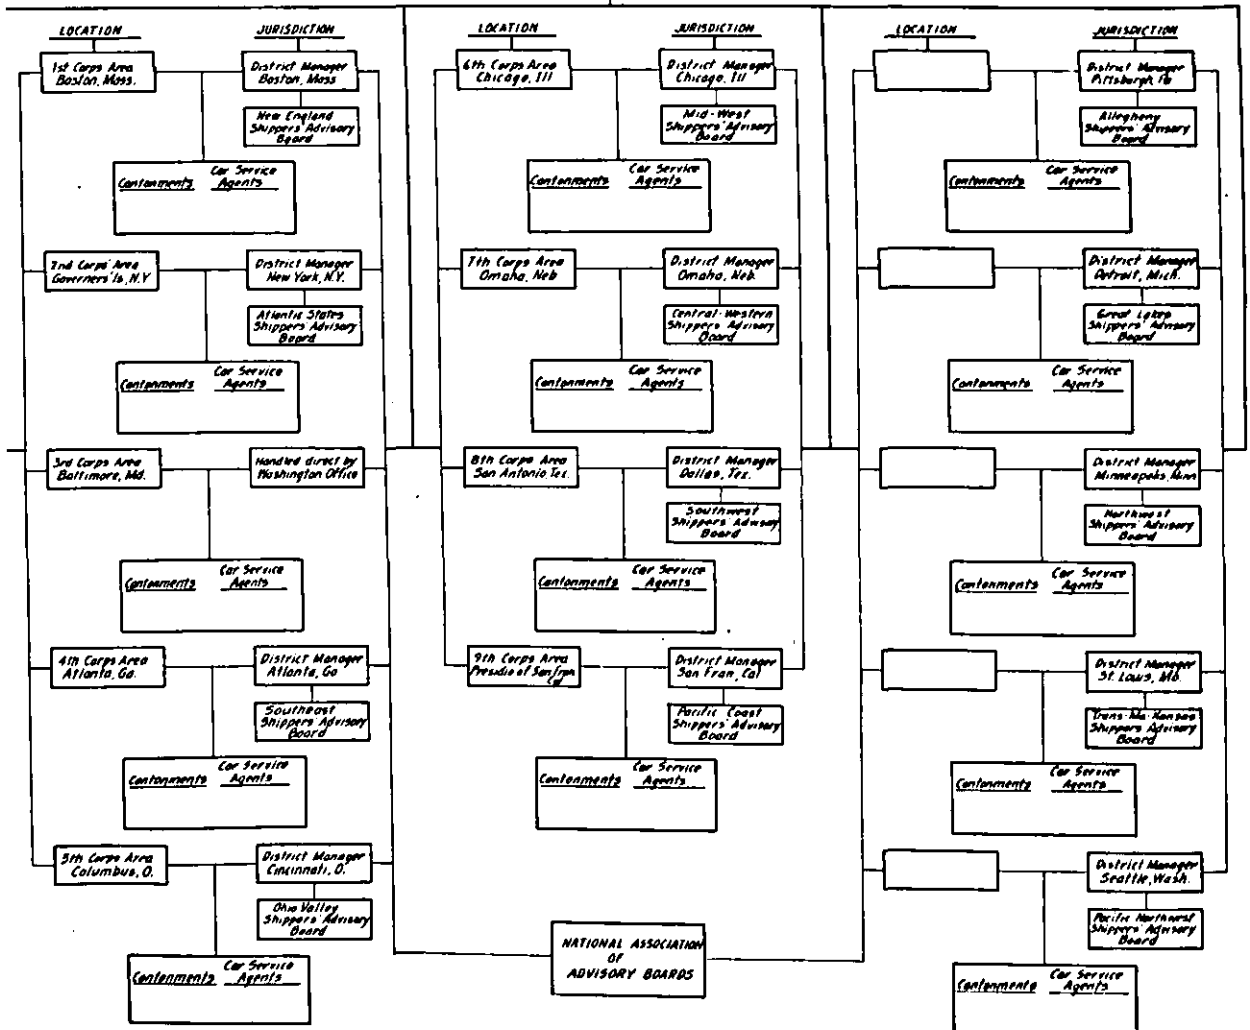 LOCATION
JURISDICTION
1st Corps Area
Boston, Mass.
District Manager
Boston, Mass
New England
Shippers' Advisory
Board
Cantonments
Car Service
Agents
2nd Corps Area
Governers' Is, N.Y
District Manager
New York, N.Y.
Atlantic States
Shippers Advisory
Board
Cantonments
Car Service
Agents
3rd Corps Area
Baltimore, Md.
Handled direct by
Washington Office
Cantonments
Car Service
Agents
4th Corps Area
Atlanta, Ga.
District Manager
Atlanta, Ga
Southeast
Shippers' Advisory
Board
Cantonments
Car Service
Agents
5th Corps Area
Columbus, O.
District Manager
Cincinnati, O.
Ohio Valley
Shippers' Advisory
Board
Cantonments
Car Service
Agents
LOCATION
JURISDICTION
6th Corps Area
Chicago, Ill
District Manager
Chicago, Ill
Mid-West
Shippers' Advisory
Board
Cantonments
Car Service
Agents
7th Corps Area
Omaha, Neb
District Manager
Omaha, Neb.
Central-Western
Shippers Advisory
Board
Cantonments
Car Service
Agents
8th Corps Area
San Antonio, Tex.
District Manager
Dallas, Tex.
Southwest
Shippers' Advisory
Board
Cantonments
Car Service
Agents
9th Corps Area
Presidio of San Fran
Cal
District Manager
San Fran, Cal
Pacific Coast
Shippers' Advisory
Board
Cantonments
Car Service
Agents
NATIONAL ASSOCIATION
OF
ADVISORY BOARDS
LOCATION
JURISDICTION
District Manager
Pittsburgh, Pa
Allegheny
Shippers' Advisory
Board
Cantonments
Car Service
Agents
District Manager
Detroit, Mich.
Great Lakes
Shippers' Advisory
Board
Cantonments
Car Service
Agents
District Manager
Minneapolis, Minn
Northwest
Shippers' Advisory
Board
Cantonments
Car Service
Agents
District Manager
St. Louis, Mo.
Trans-Mo-Kansas
Shippers Advisory
Board
Cantonments
Car Service
Agents
District Manager
Seattle, Wash.
Pacific Northwest
Shippers' Advisory
Board
Cantonments
Car Service
Agents